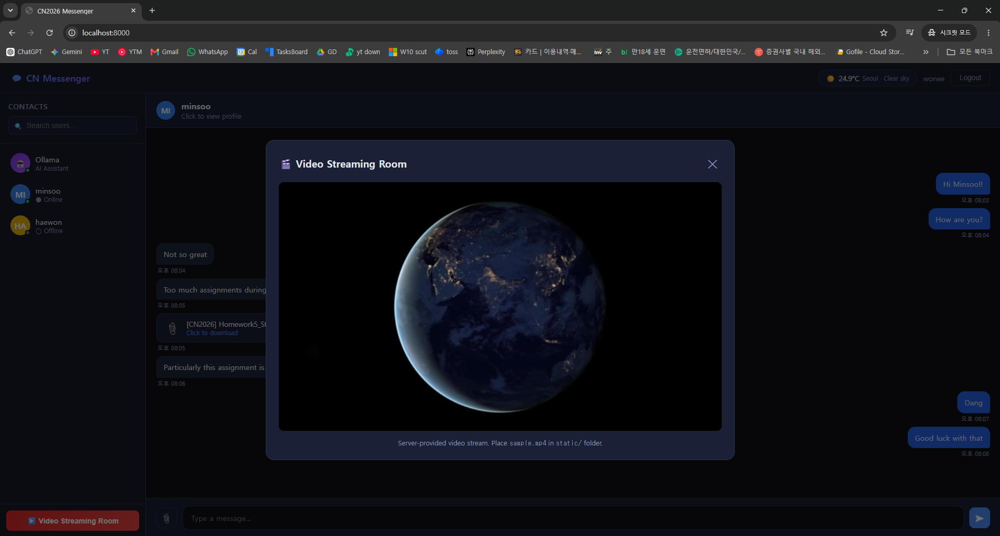 CN2026 Messenger
localhost:8000
시크릿 모드
ChatGPT
Gemini
YT
YTM
Gmail
WhatsApp
13 Cal
TasksBoard
GD
yt down
W10 scut
toss
Perplexity
카드 | 이용내역·매...
Inv 주
bl 만18세 운면
운전면허/대한민국/...
증권사별 국내 해외...
Gofile - Cloud Stor...
모든 북마크
CN Messenger
24.9°C Seoul · Clear sky
wonee
Logout
CONTACTS
Search users...
Ollama
AI Assistant
MI
minsoo
Online
HA
haewon
Offline
Video Streaming Room
MI
minsoo
Click to view profile
Hi Minsoo!!
오후 08:03
How are you?
오후 08:04
Not so great
오후 08:04
Too much assignments during
오후 08:05
[CN2026] Homework5_St
Click to download
오후 08:05
Particularly this assignment is
오후 08:06
Dang
오후 08:07
Good luck with that
오후 08:08
Video Streaming Room
Server-provided video stream. Place sample.mp4 in static/ folder.
Type a message...